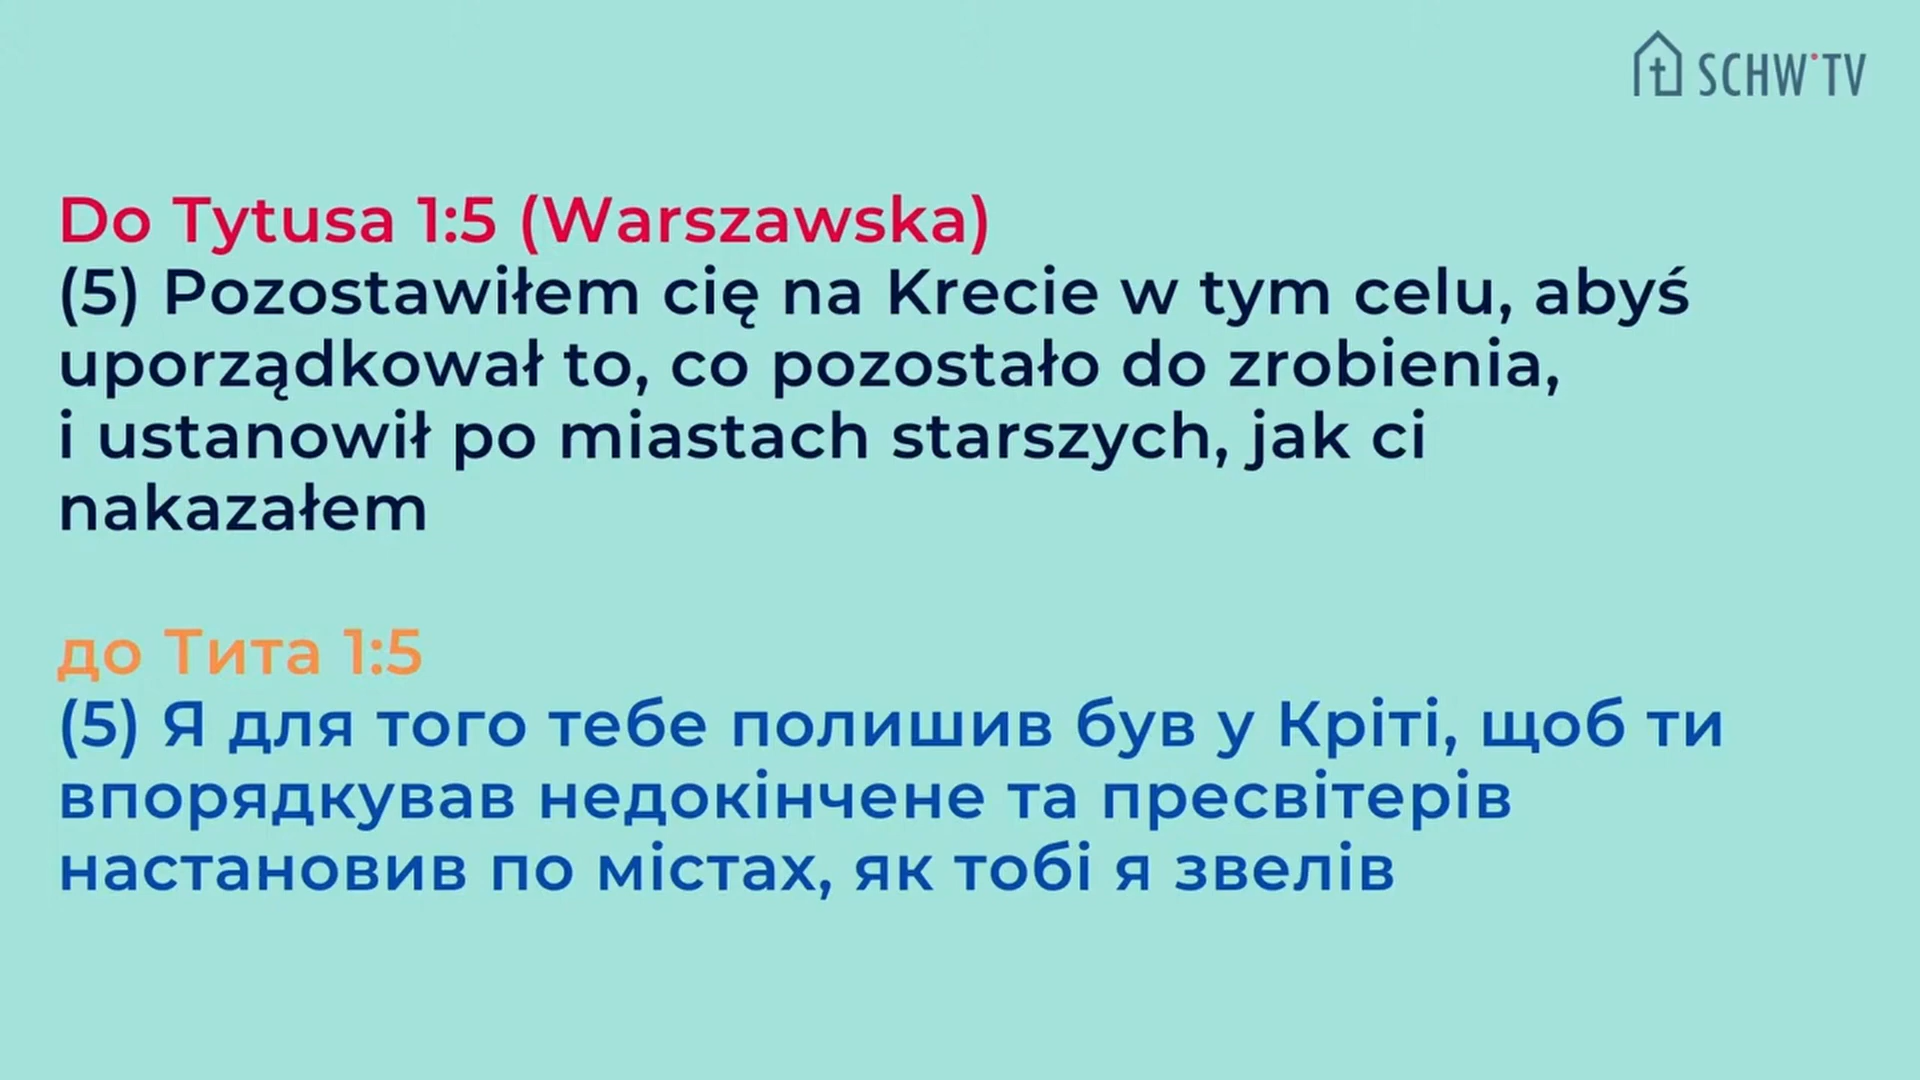 SCHW TV
Do Tytusa 1:5 (Warszawska)
(5) Pozostawiłem cię na Krecie w tym celu, abyś
uporządkował to, co pozostało do zrobienia,
i ustanowił po miastach starszych, jak ci
nakazałem
до Тита 1:5
(5) Я для того тебе полишив був у Кріті, щоб ти
впорядкував недокінчене та пресвітерів
настановив по містах, як тобі я звелів